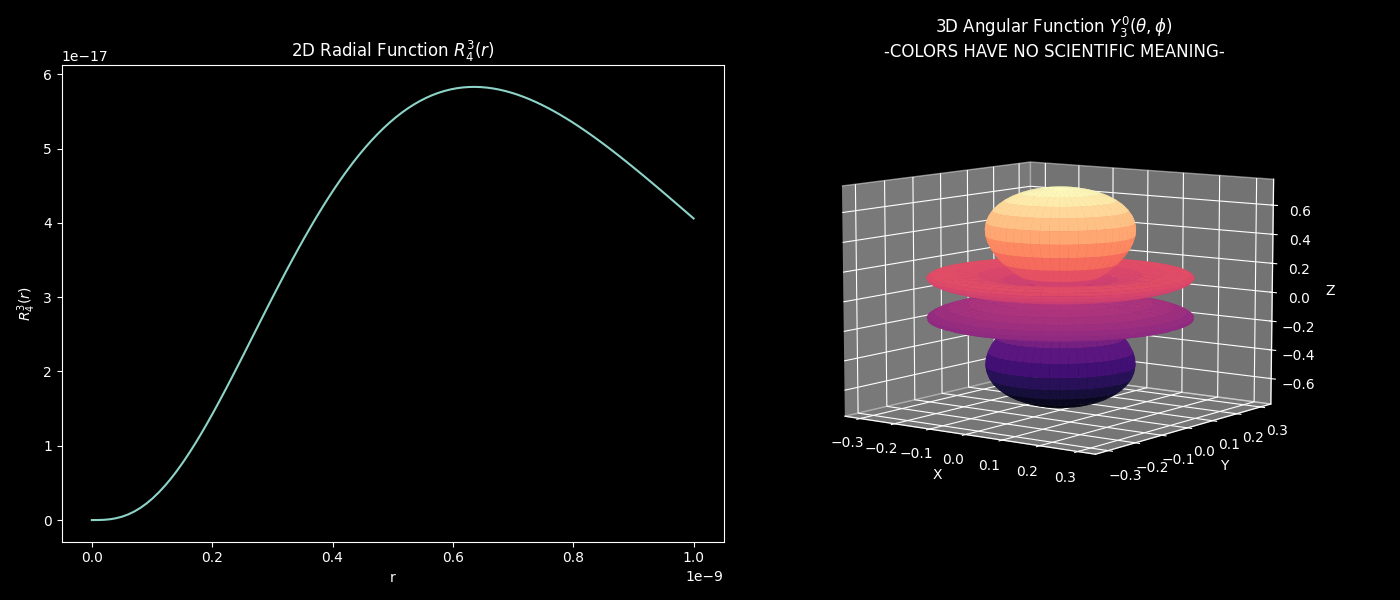 2D Radial Function $R_4^3(r)$
1e−17
6
5
4
3
2
1
0
$R_4^3(r)$
0.0 0.2 0.4 0.6 0.8 1.0
1e−9
r
3D Angular Function $Y_3^0(\theta, \phi)$
-COLORS HAVE NO SCIENTIFIC MEANING-
0.6
0.4
0.2
0.0
−0.2
−0.4
−0.6
Z
−0.3 −0.2 −0.1 0.0 0.1 0.2 0.3
X
−0.3 −0.2 −0.1 0.0 0.1 0.2 0.3
Y